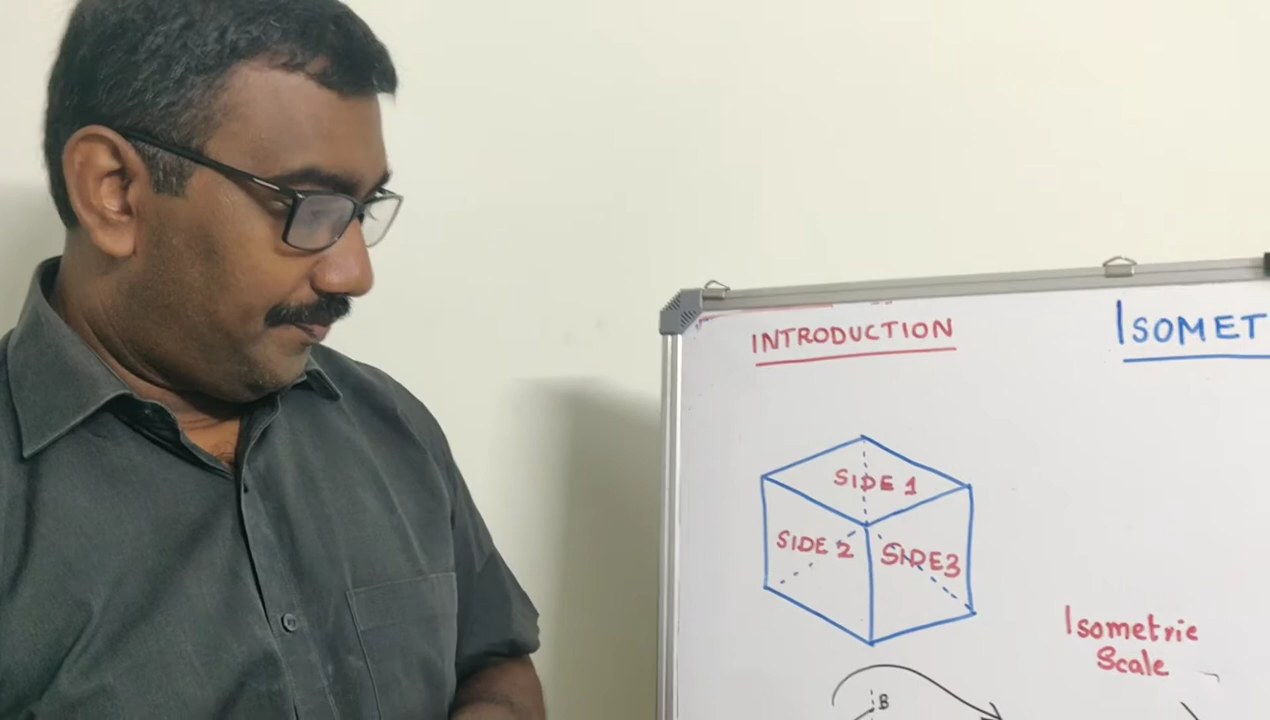 INTRODUCTION
ISOMET
SIDE 1
SIDE 2
SIDE3
Isometric
Scale
B